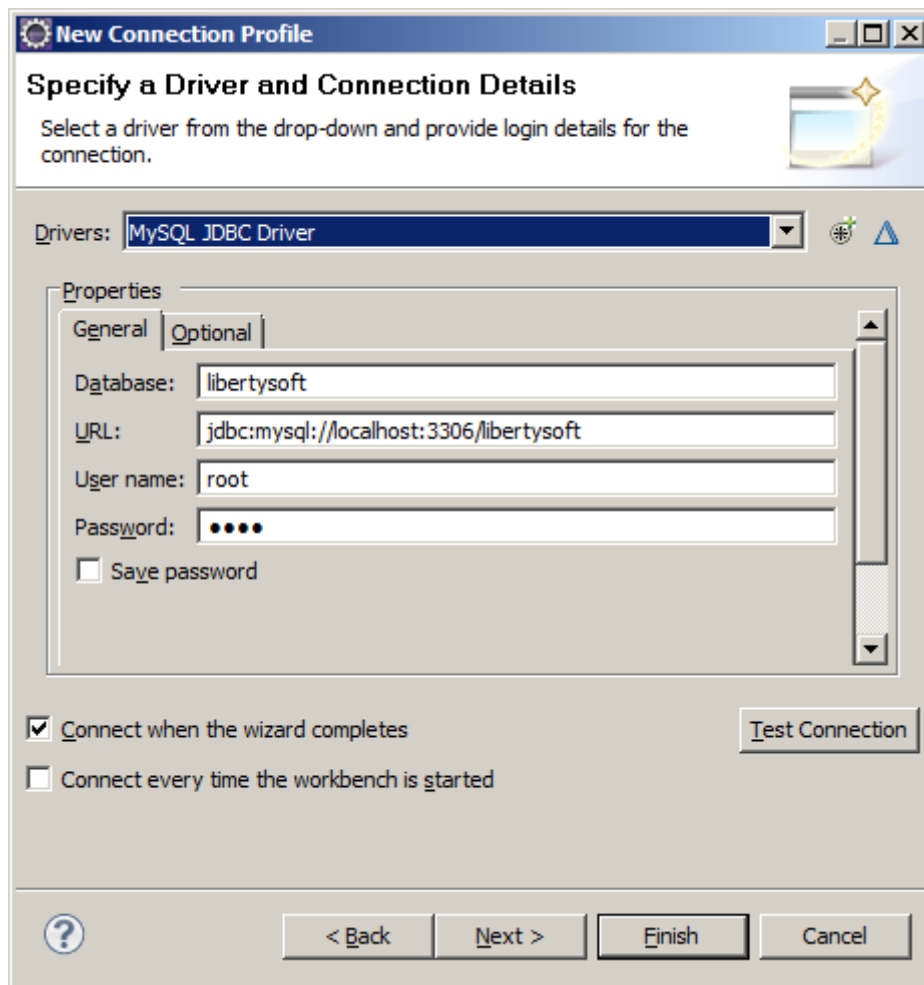 New Connection Profile
Specify a Driver and Connection Details
Select a driver from the drop-down and provide login details for the
connection.
Drivers: MySQL JDBC Driver
Properties
General Optional
Database: libertysoft
URL: jdbc:mysql://localhost:3306/libertysoft
User name: root
Password: ●●●●
Save password
Connect when the wizard completes
Test Connection
Connect every time the workbench is started
? < Back Next > Finish Cancel